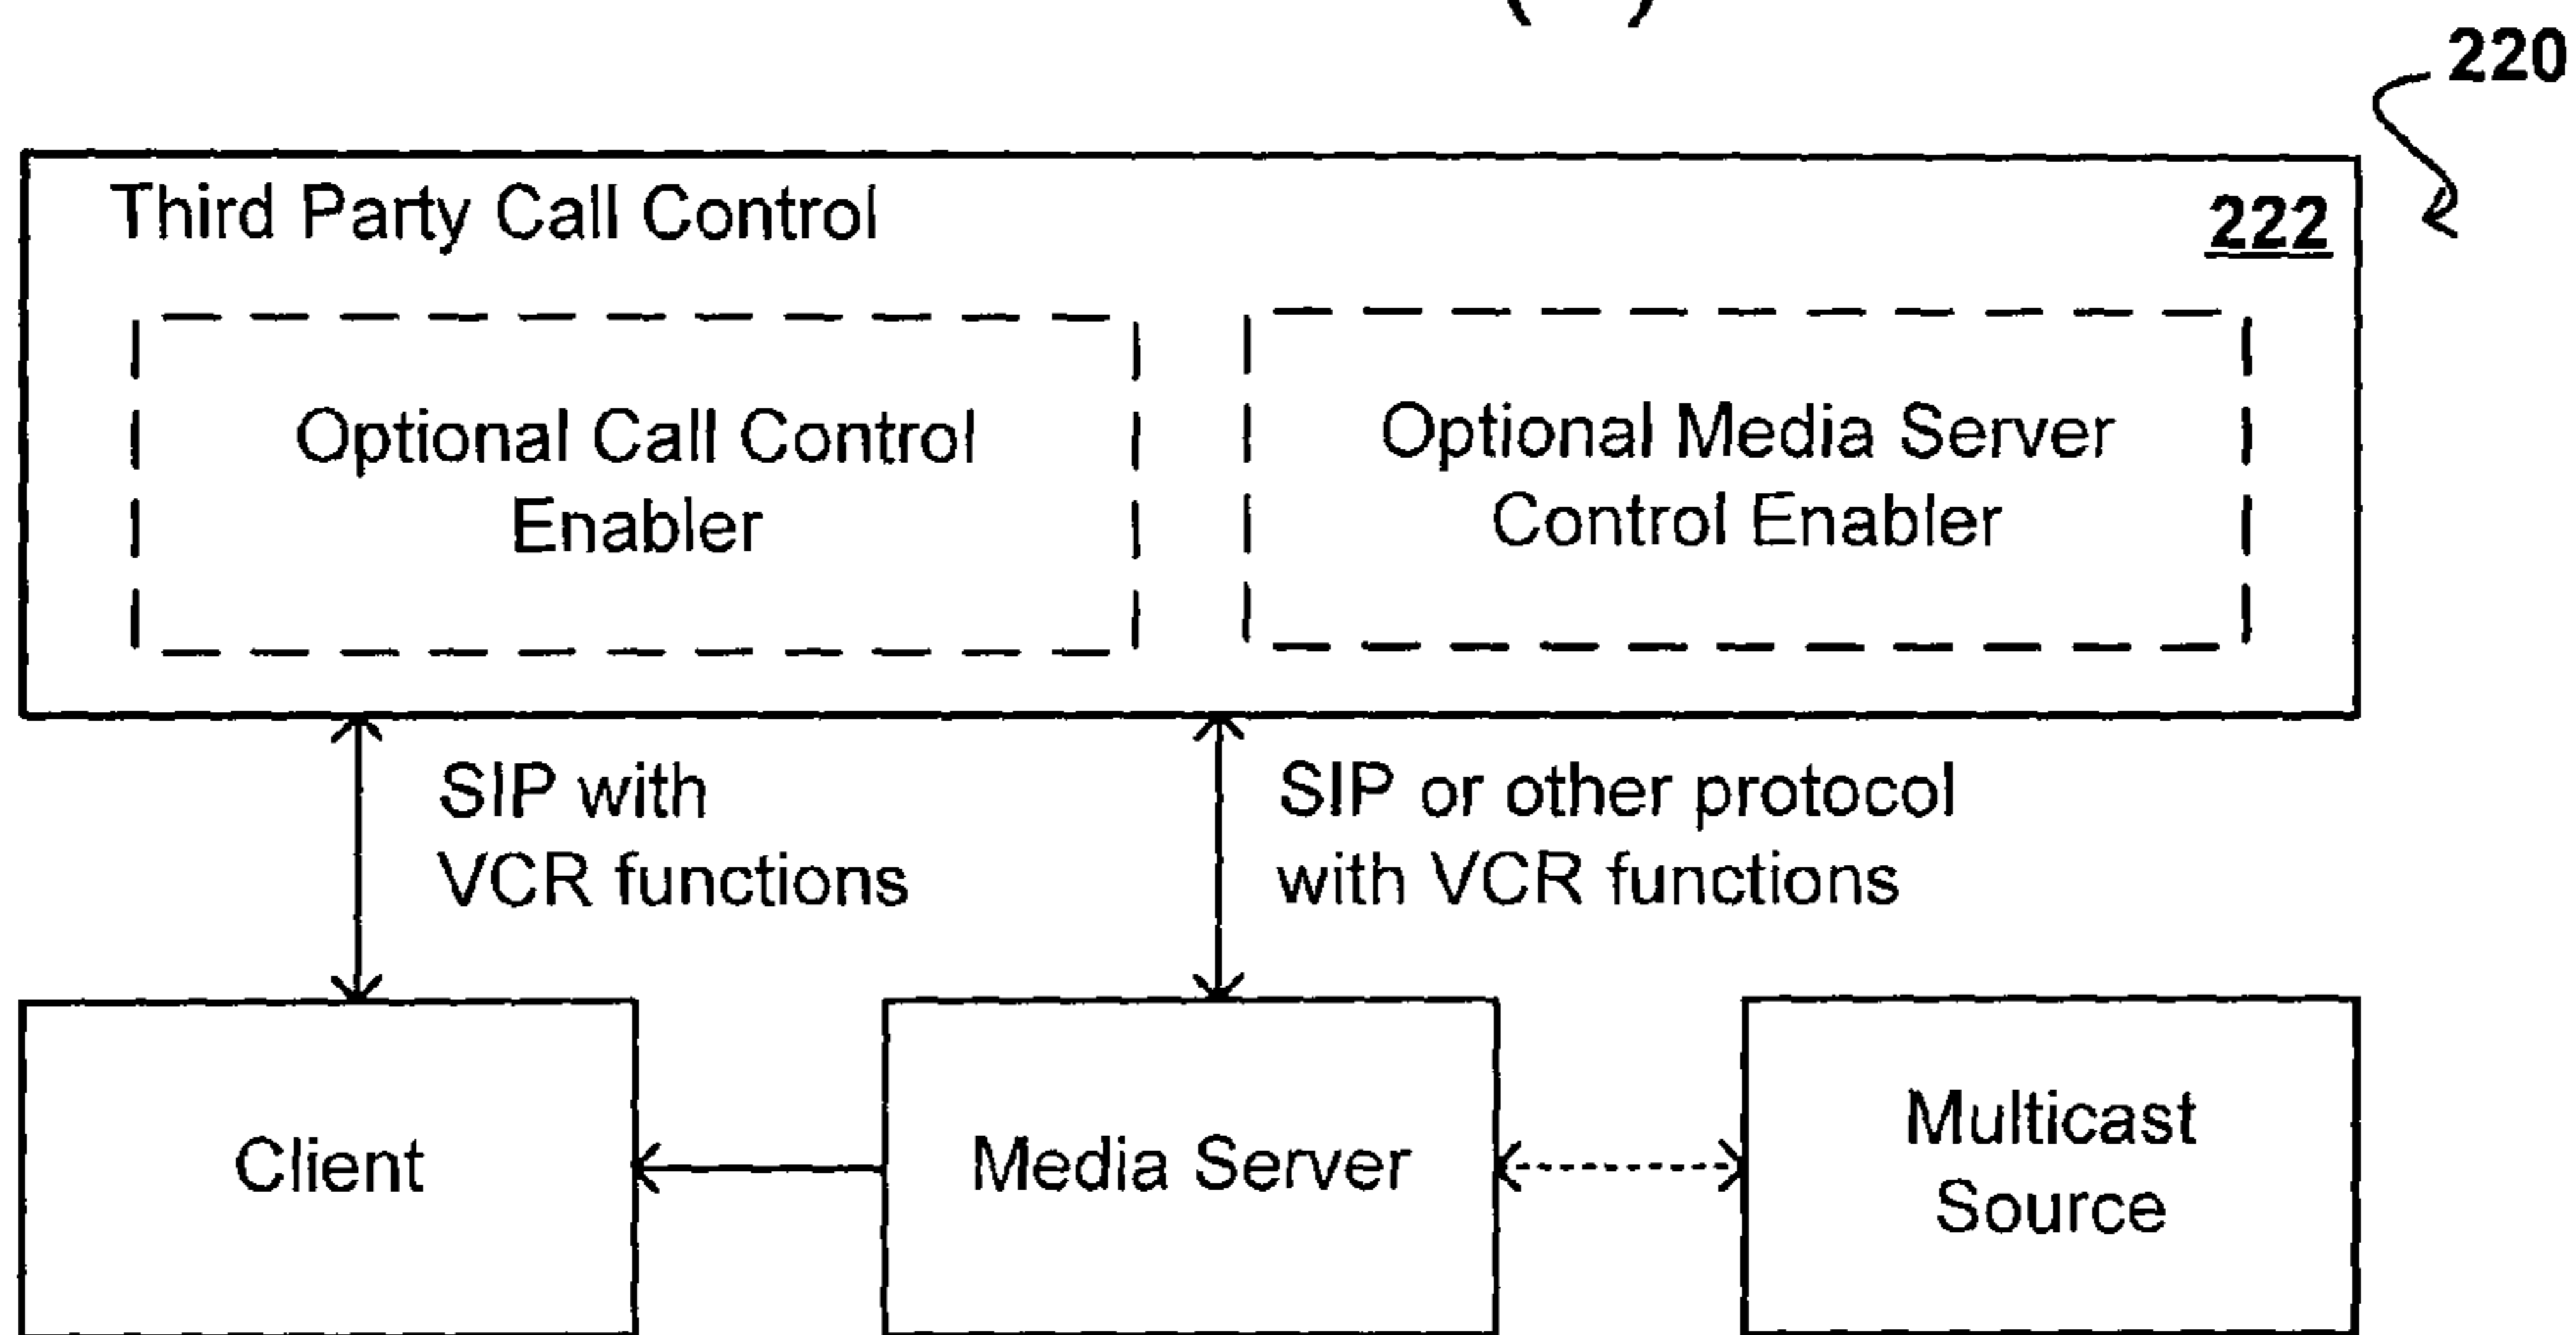 220
Third Party Call Control
222
Optional Call Control
Enabler
Optional Media Server
Control Enabler
SIP with
VCR functions
SIP or other protocol
with VCR functions
Client
Media Server
Multicast
Source